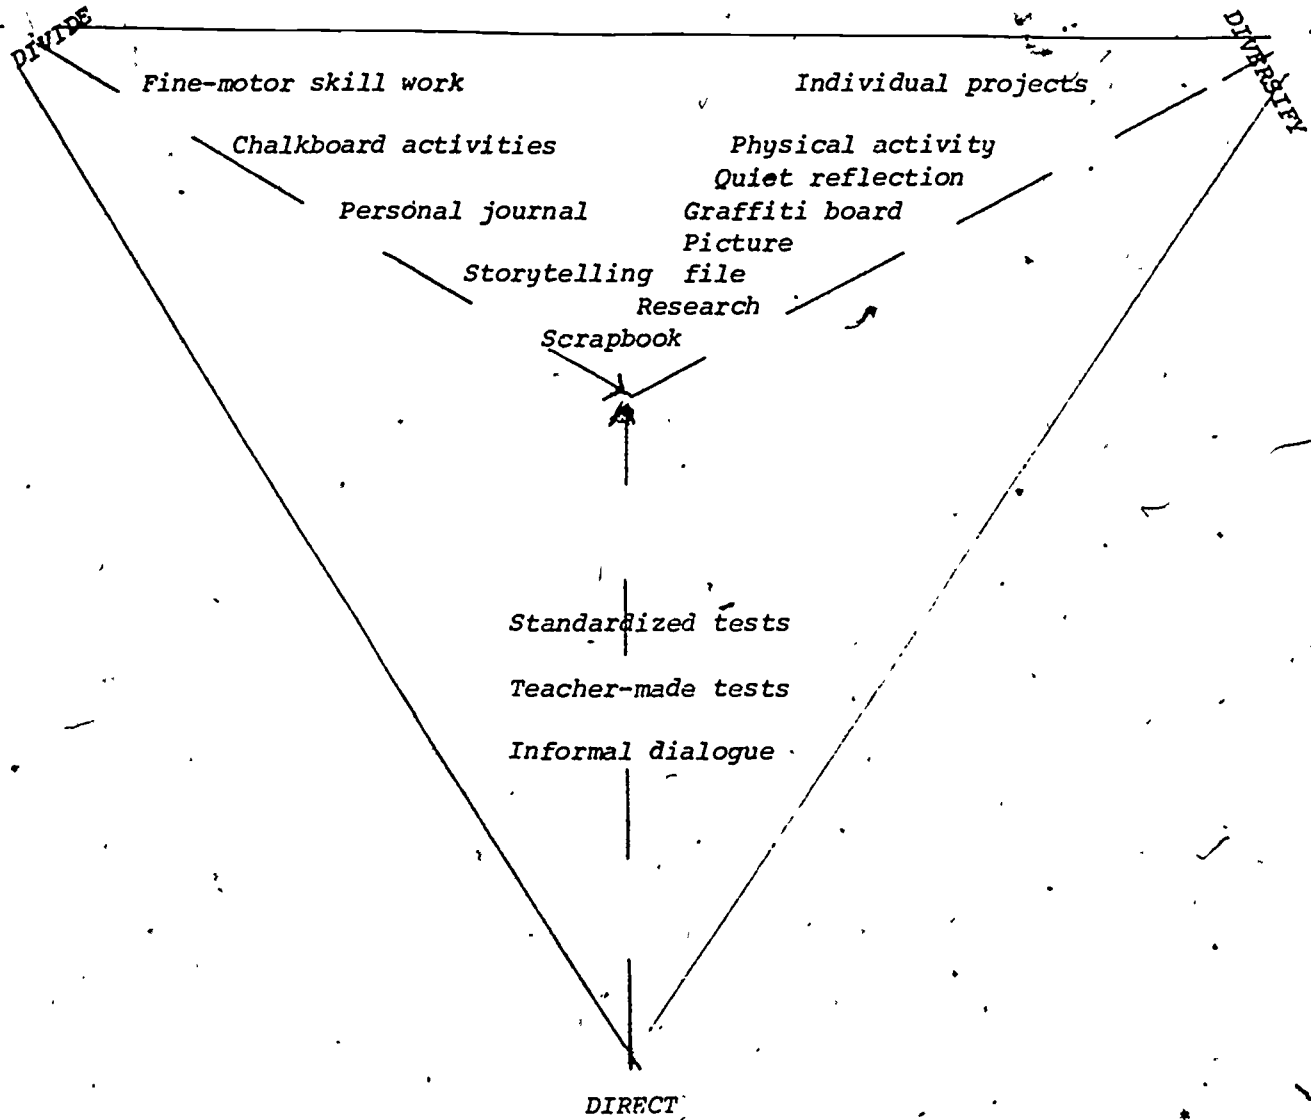 DIVIDE
DIVERSIFY
Fine-motor skill work
Individual projects
Chalkboard activities
Physical activity
Quiet reflection
Personal journal
Graffiti board
Picture
Storytelling
file
Research
Scrapbook
Standardized tests
Teacher-made tests
Informal dialogue
DIRECT